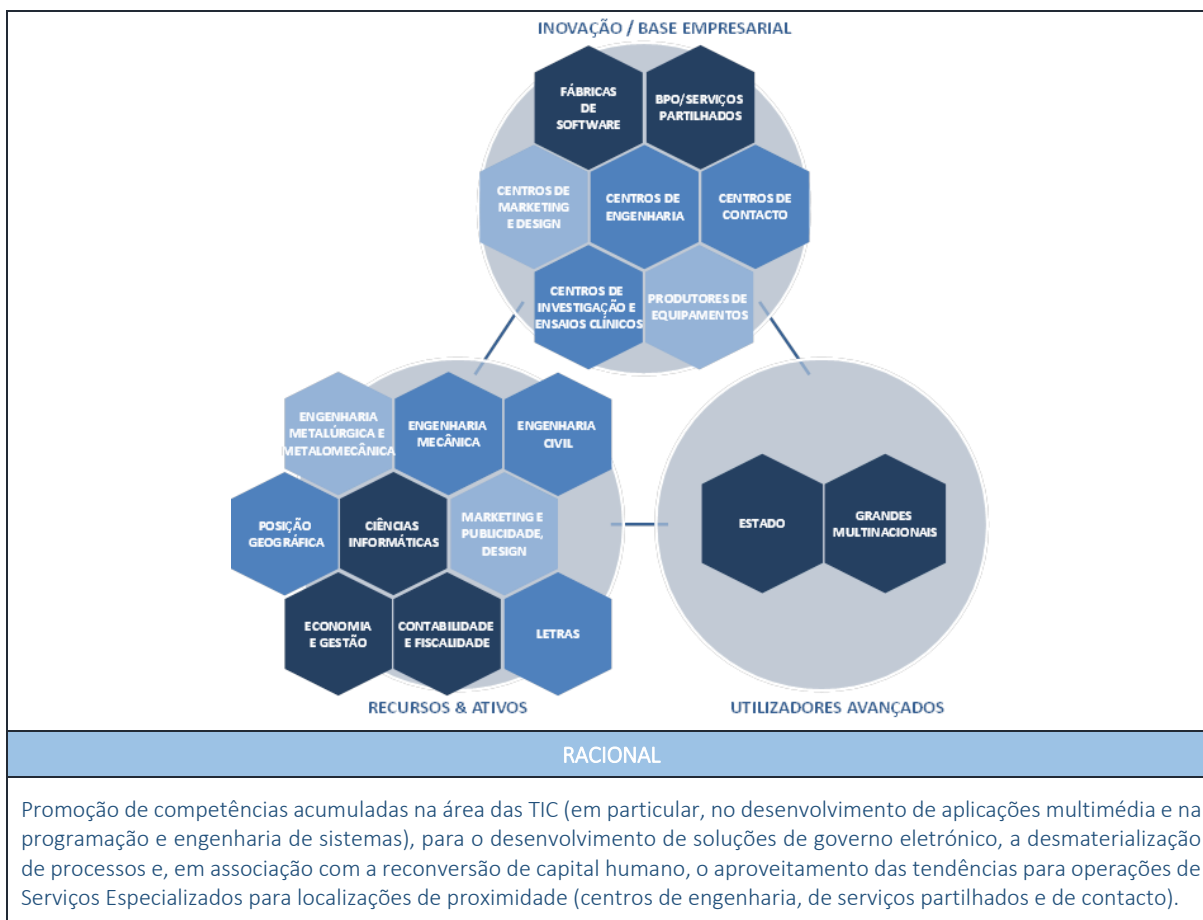 INOVAÇÃO / BASE EMPRESARIAL
FÁBRICAS
DE
SOFTWARE
BPO/SERVIÇOS
PARTILHADOS
CENTROS DE
MARKETING
E DESIGN
CENTROS DE
ENGENHARIA
CENTROS DE
CONTACTO
CENTROS DE
INVESTIGAÇÃO E
ENSAIOS CLÍNICOS
PRODUTORES DE
EQUIPAMENTOS
ENGENHARIA
METALÚRGICA E
METALOMECÂNICA
ENGENHARIA
MECÂNICA
ENGENHARIA
CIVIL
POSIÇÃO
GEOGRÁFICA
CIÊNCIAS
INFORMÁTICAS
MARKETING E
PUBLICIDADE,
DESIGN
ECONOMIA
E GESTÃO
CONTABILIDADE
E FISCALIDADE
LETRAS
RECURSOS & ATIVOS
ESTADO
GRANDES
MULTINACIONAIS
UTILIZADORES AVANÇADOS
RACIONAL
Promoção de competências acumuladas na área das TIC (em particular, no desenvolvimento de aplicações multimédia e na
programação e engenharia de sistemas), para o desenvolvimento de soluções de governo eletrónico, a desmaterialização
de processos e, em associação com a reconversão de capital humano, o aproveitamento das tendências para operações de
Serviços Especializados para localizações de proximidade (centros de engenharia, de serviços partilhados e de contacto).